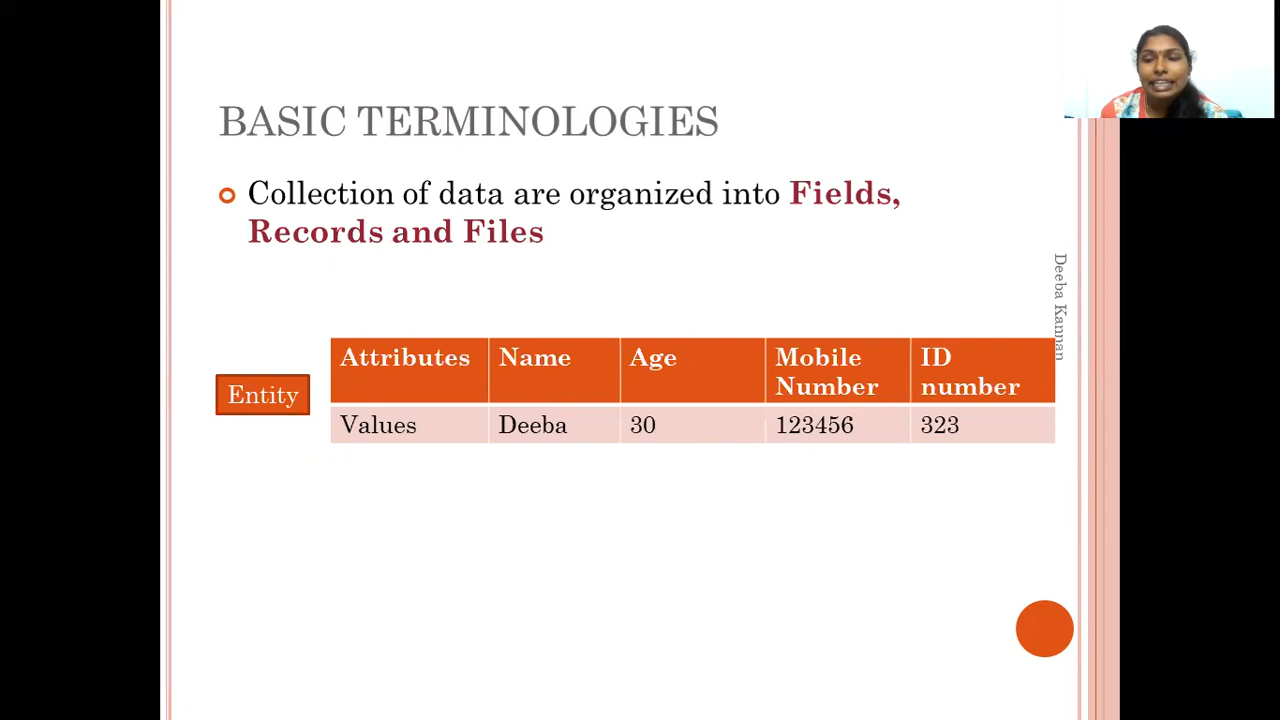 BASIC TERMINOLOGIES
Collection of data are organized into Fields,
Records and Files
Deeba Kannan
Entity
Attributes Name Age Mobile Number ID number
Values Deeba 30 123456 323